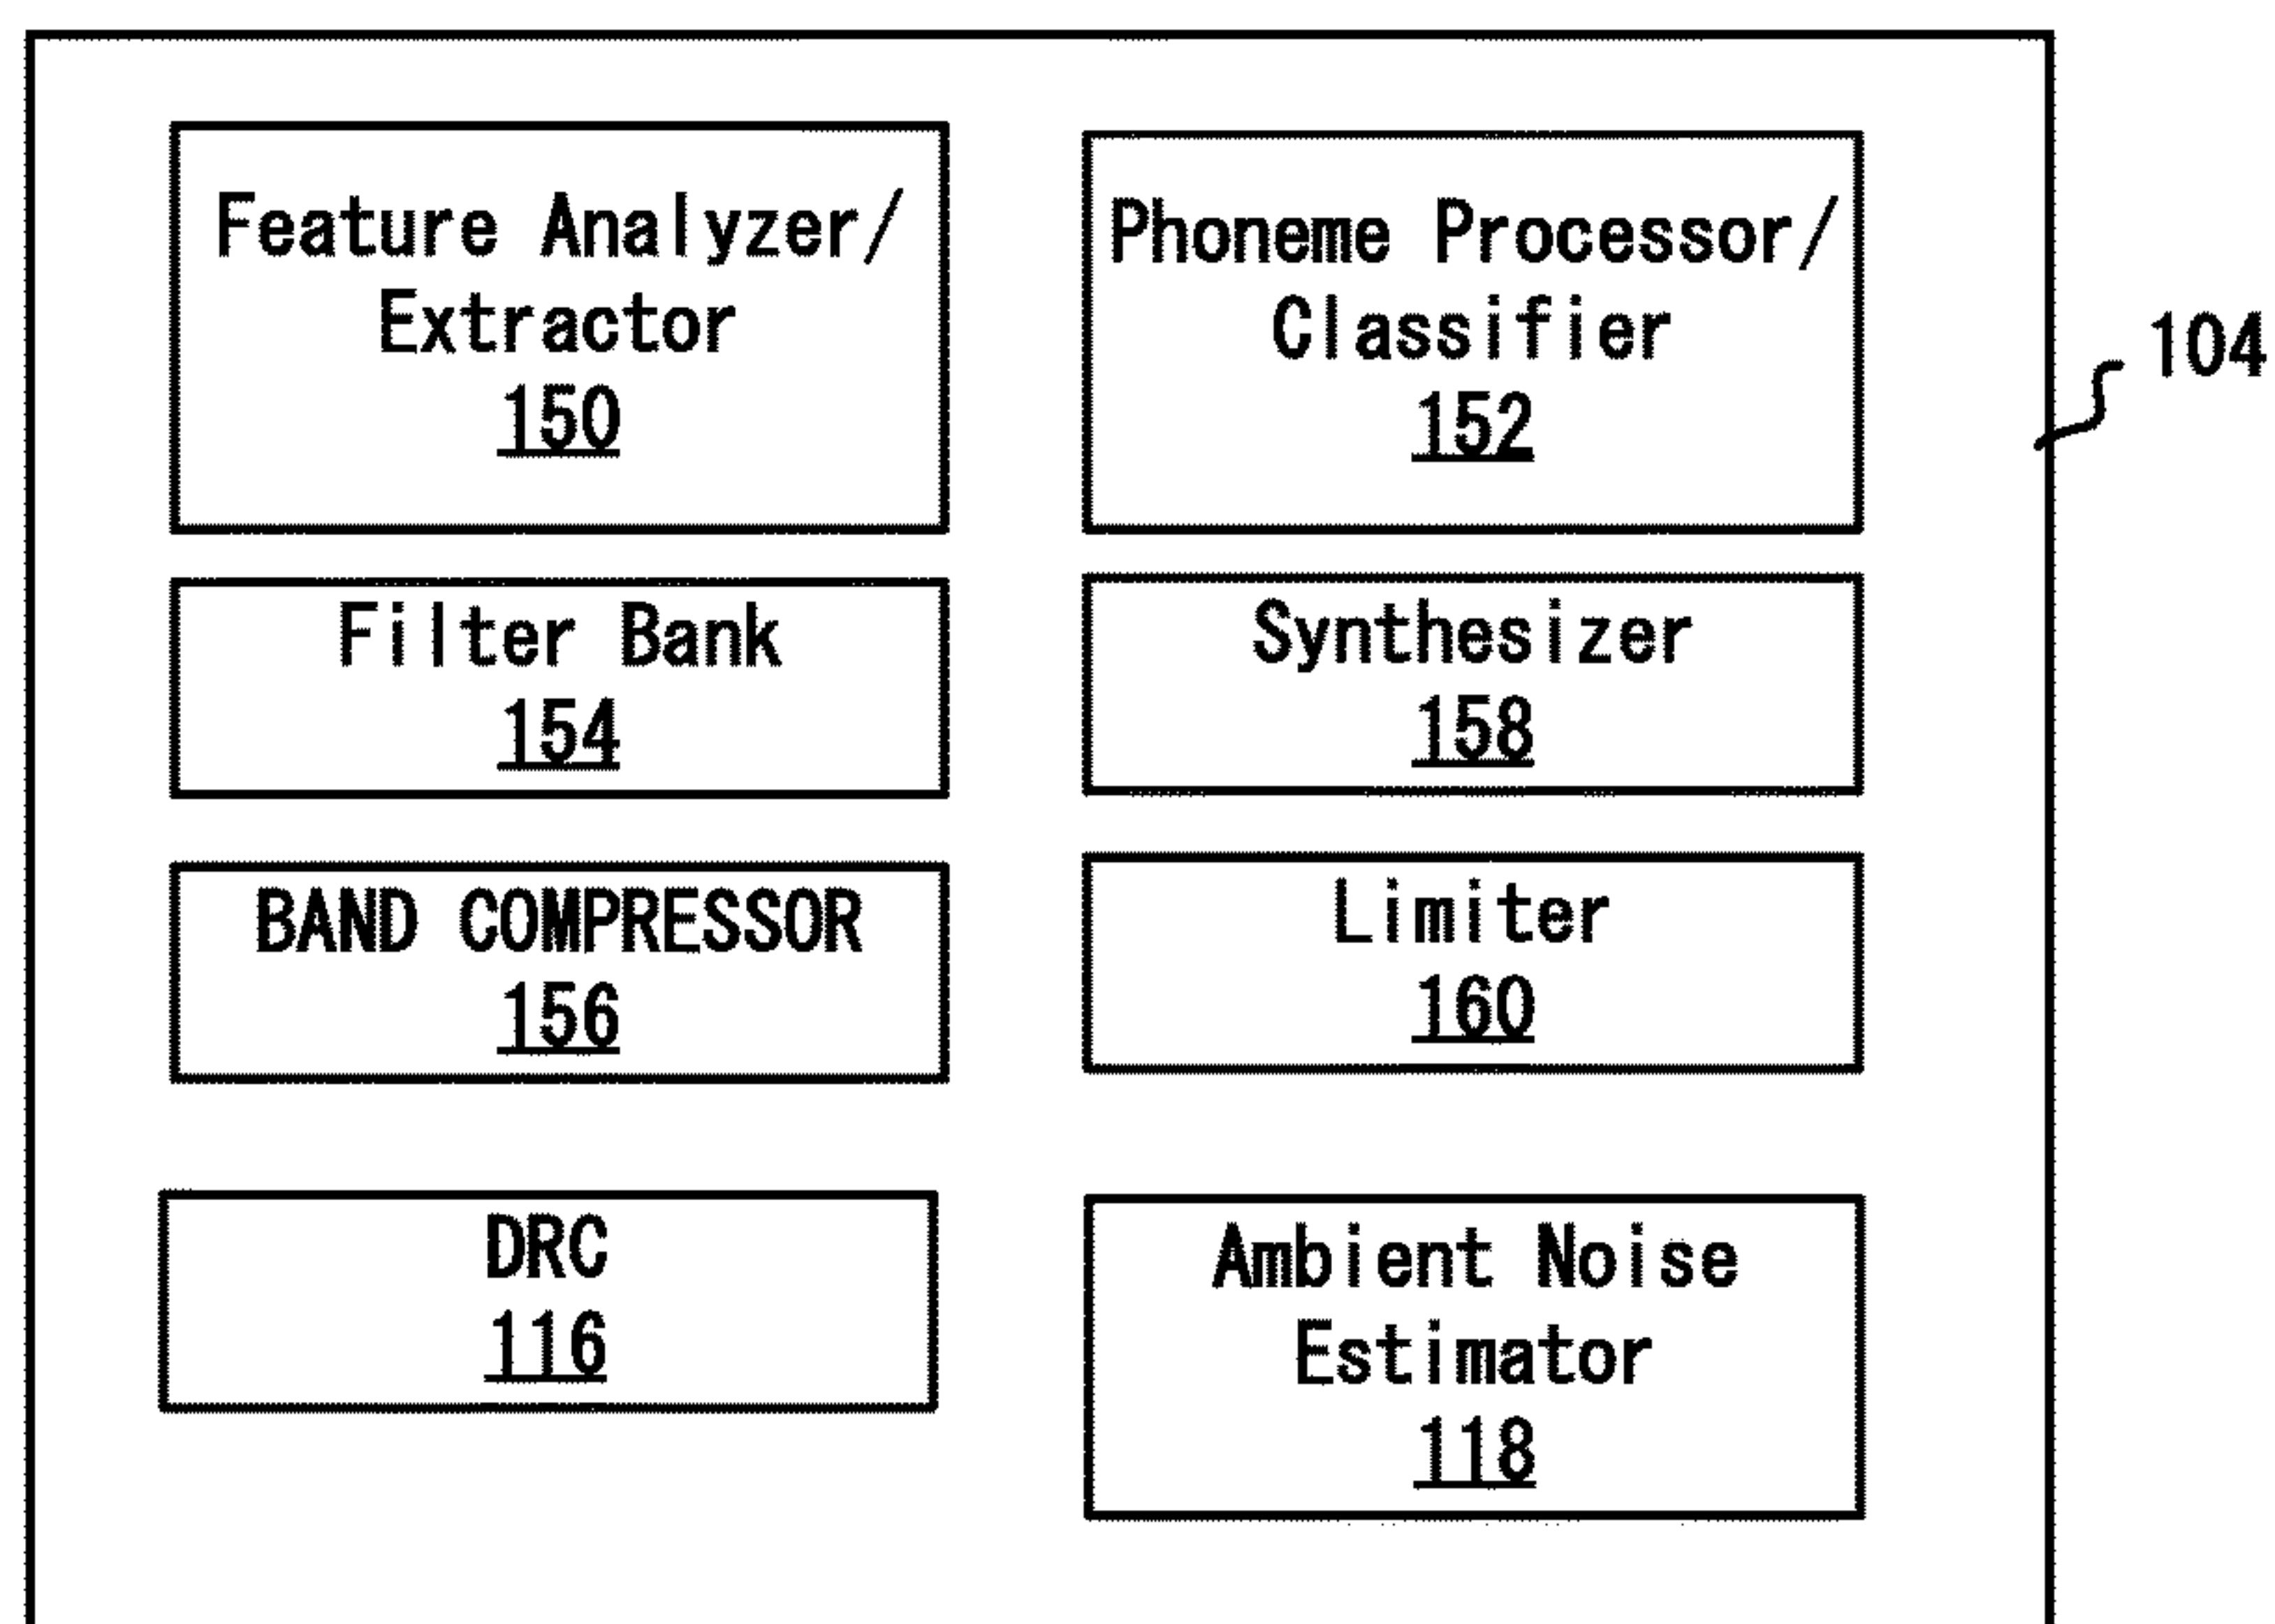 Feature Analyzer/
Extractor
150
Phoneme Processor/
Classifier
152
104
Filter Bank
154
Synthesizer
158
BAND COMPRESSOR
156
Limiter
160
DRC
116
Ambient Noise
Estimator
118